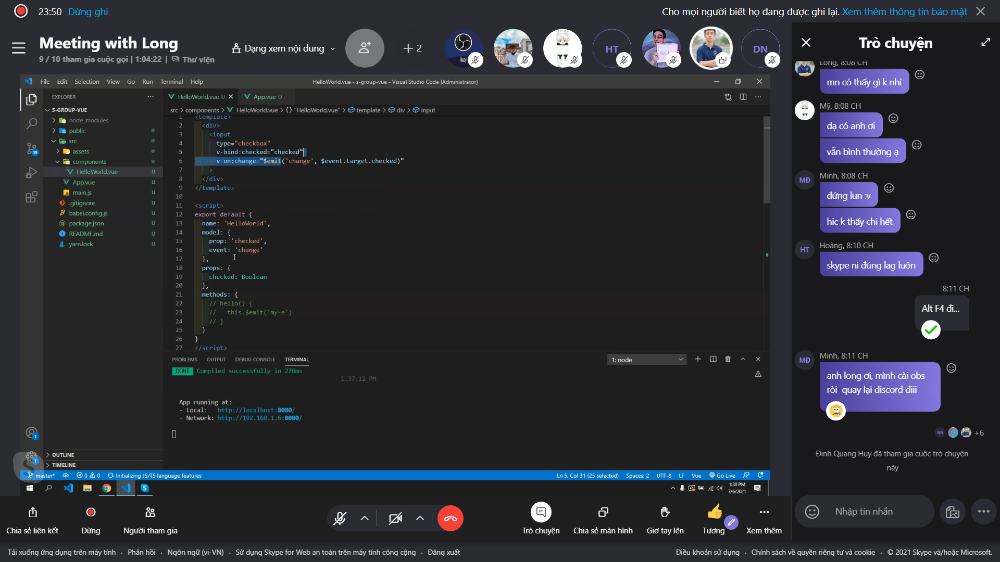 23:50 Dừng ghi
Cho mọi người biết họ đang được ghi lại. Xem thêm thông tin bảo mật
Meeting with Long
9 / 10 tham gia cuộc gọi | 1:04:22 | Thư viện
Dạng xem nội dung
+ 2
HT
DN
File Edit Selection View Go Run Terminal Help
HelloWorld.vue - s-group-vue - Visual Studio Code [Administrator]
EXPLORER
S-GROUP-VUE
node_modules
public
src
assets
components
HelloWorld.vue U
App.vue U
main.js U
.gitignore U
babel.config.js U
package.json U
README.md U
yarn.lock U
OUTLINE
TIMELINE
19
1
1
HelloWorld.vue U
App.vue U
src > components > HelloWorld.vue > {} "HelloWorld.vue" > template > div > input
1 <template>
2 <div>
3 <input
4 type="checkbox"
5 v-bind:checked="checked"
6 v-on:change="$emit('change', $event.target.checked)"
7 >
8 </div>
9 </template>
10
11 <script>
12 export default {
13 name: 'HelloWorld',
14 model: {
15 prop: 'checked',
16 event: 'change'
17 },
18 props: {
19 checked: Boolean
20 },
21 methods: {
22 // hello() {
23 // this.$emit('my-e')
24 // }
25 }
26 }
27 </script>
PROBLEMS OUTPUT DEBUG CONSOLE TERMINAL
1: node
DONE Compiled successfully in 270ms
1:37:12 PM
App running at:
- Local: http://localhost:8080/
- Network: http://192.168.1.6:8080/
master* 0 0 Initializing JS/TS language features
Ln 5, Col 31 (25 selected) Spaces: 2 UTF-8 LF Vue Go Live
1:38 PM
7/6/2021
Trò chuyện
Long, 8:08 CH
mn có thấy gì k nhỉ
Mỹ, 8:08 CH
dạ có anh ơi
vẫn bình thường ạ
MĐ
Minh, 8:08 CH
đứng lun :v
hic k thấy chi hết
HT
Hoàng, 8:10 CH
skype ni đúng lag luôn
8:11 CH
Alt F4 đi...
MĐ
Minh, 8:11 CH
anh long ơi, mình cài obs
ròi quay lại discord điii
NN
+6
Đinh Quang Huy đã tham gia cuộc trò chuyện
này
Nhập tin nhắn
Chia sẻ liên kết
Dừng
Người tham gia
Trò chuyện
Chia sẻ màn hình
Giơ tay lên
Tương
Xem thêm
Tải xuống ứng dụng trên máy tính · Phản hồi · Ngôn ngữ (vi-VN) · Sử dụng Skype for Web an toàn trên máy tính công cộng · Đăng xuất
Điều khoản sử dụng · Chính sách về quyền riêng tư và cookie · © 2021 Skype và/hoặc Microsoft.